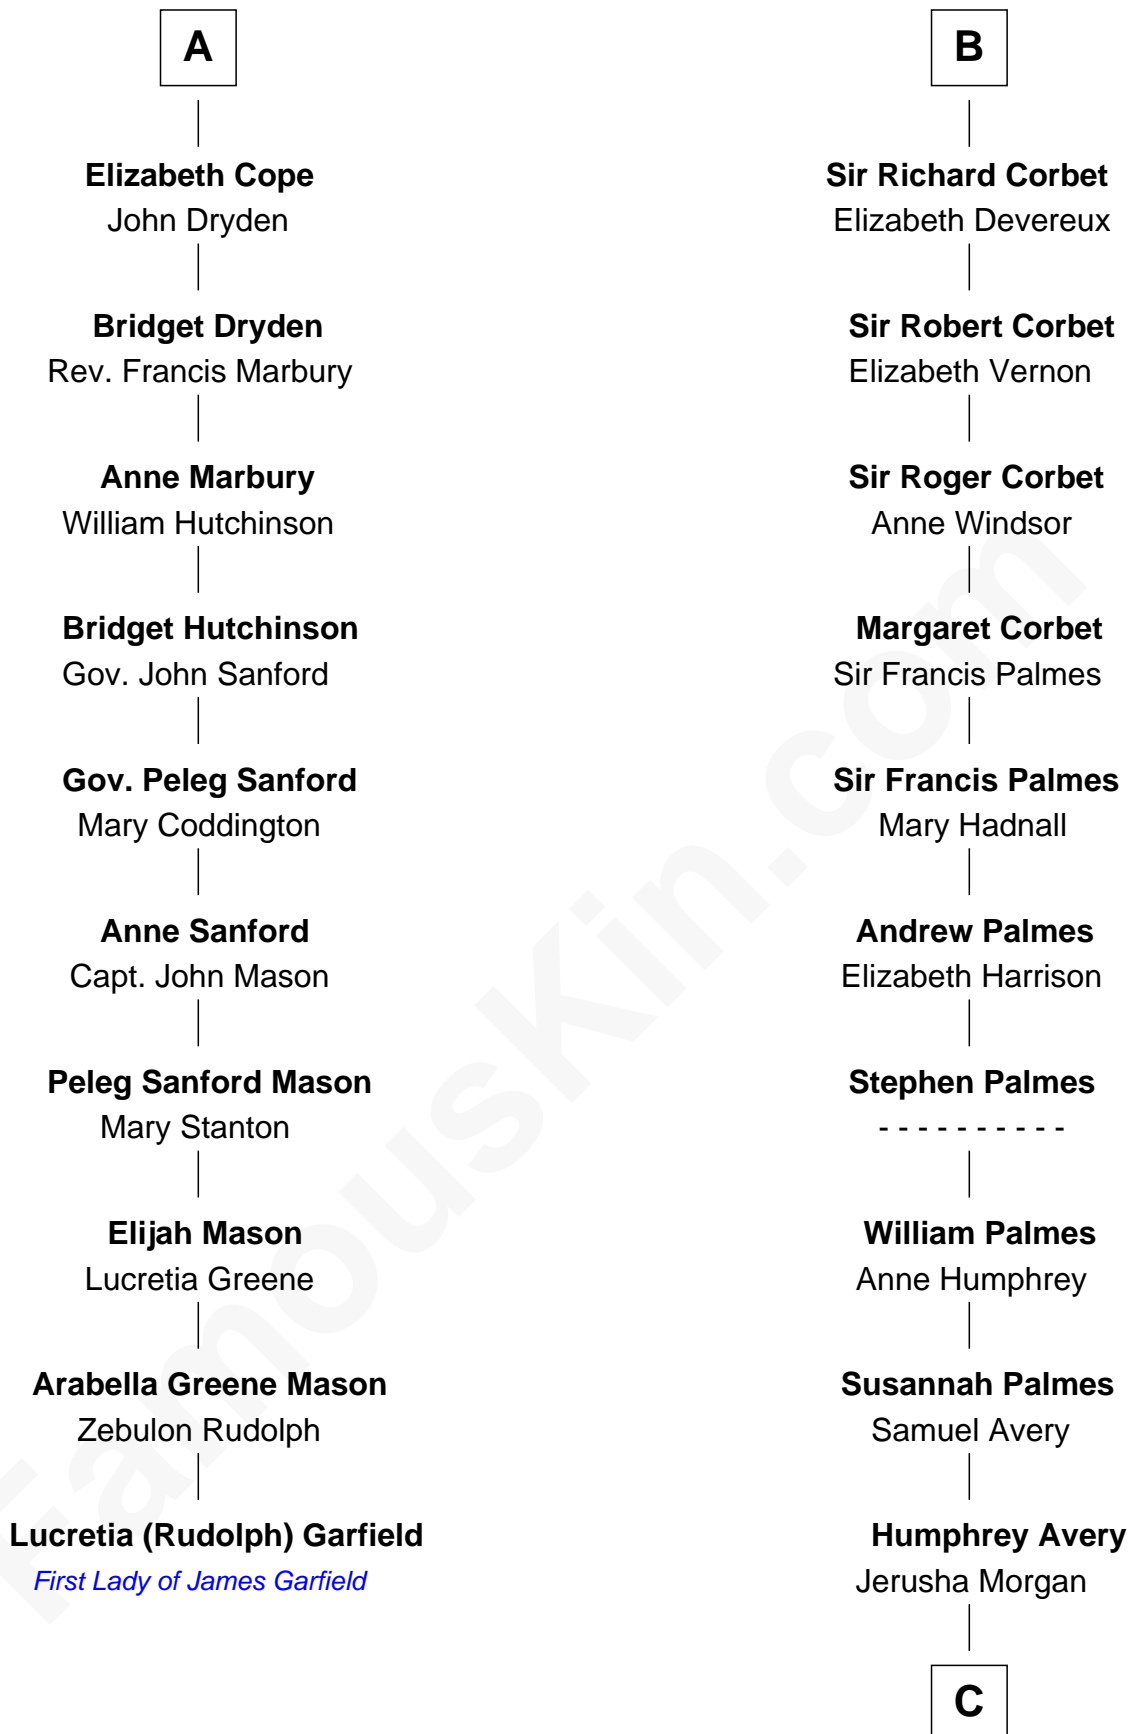 A
Elizabeth Cope
John Dryden
Bridget Dryden
Rev. Francis Marbury
Anne Marbury
William Hutchinson
Bridget Hutchinson
Gov. John Sanford
Gov. Peleg Sanford
Mary Coddington
Anne Sanford
Capt. John Mason
Peleg Sanford Mason
Mary Stanton
Elijah Mason
Lucretia Greene
Arabella Greene Mason
Zebulon Rudolph
Lucretia (Rudolph) Garfield
First Lady of James Garfield
B
Sir Richard Corbet
Elizabeth Devereux
Sir Robert Corbet
Elizabeth Vernon
Sir Roger Corbet
Anne Windsor
Margaret Corbet
Sir Francis Palmes
Sir Francis Palmes
Mary Hadnall
Andrew Palmes
Elizabeth Harrison
Stephen Palmes
- - - - - - - - - -
William Palmes
Anne Humphrey
Susannah Palmes
Samuel Avery
Humphrey Avery
Jerusha Morgan
C
FamousKin.com